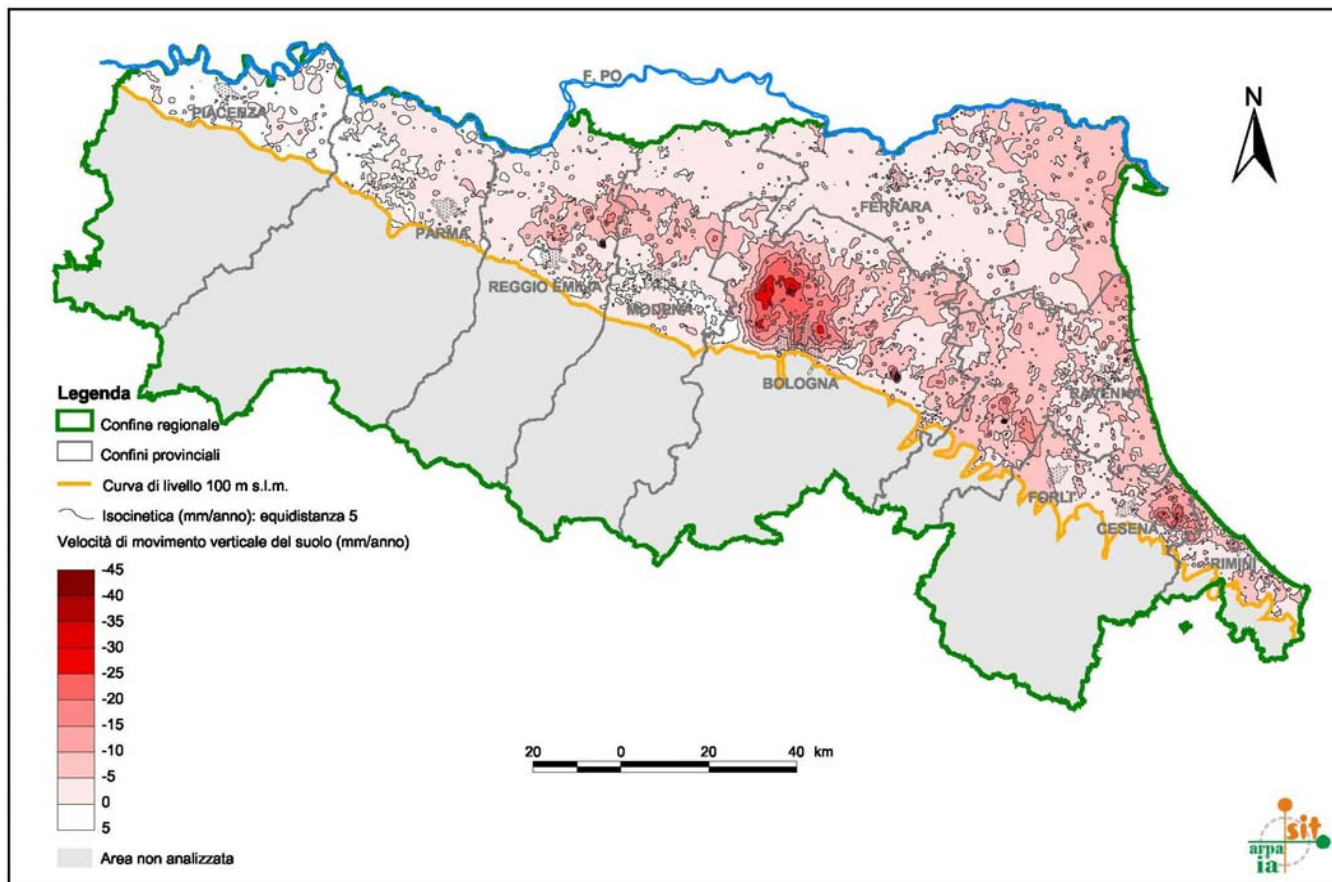 F. PO
N
PIACENZA
FERRARA
PARMA
REGGIO EMILIA
MODENA
RAVENNA
BOLOGNA
FORLI'
CESENA
RIMINI
Legenda
Confine regionale
Confini provinciali
Curva di livello 100 m s.l.m.
Isocinetica (mm/anno): equidistanza 5
Velocità di movimento verticale del suolo (mm/anno)
-45
-40
-35
-30
-25
-20
-15
-10
-5
0
5
Area non analizzata
20 0 20 40 km
sit
arpa
ia